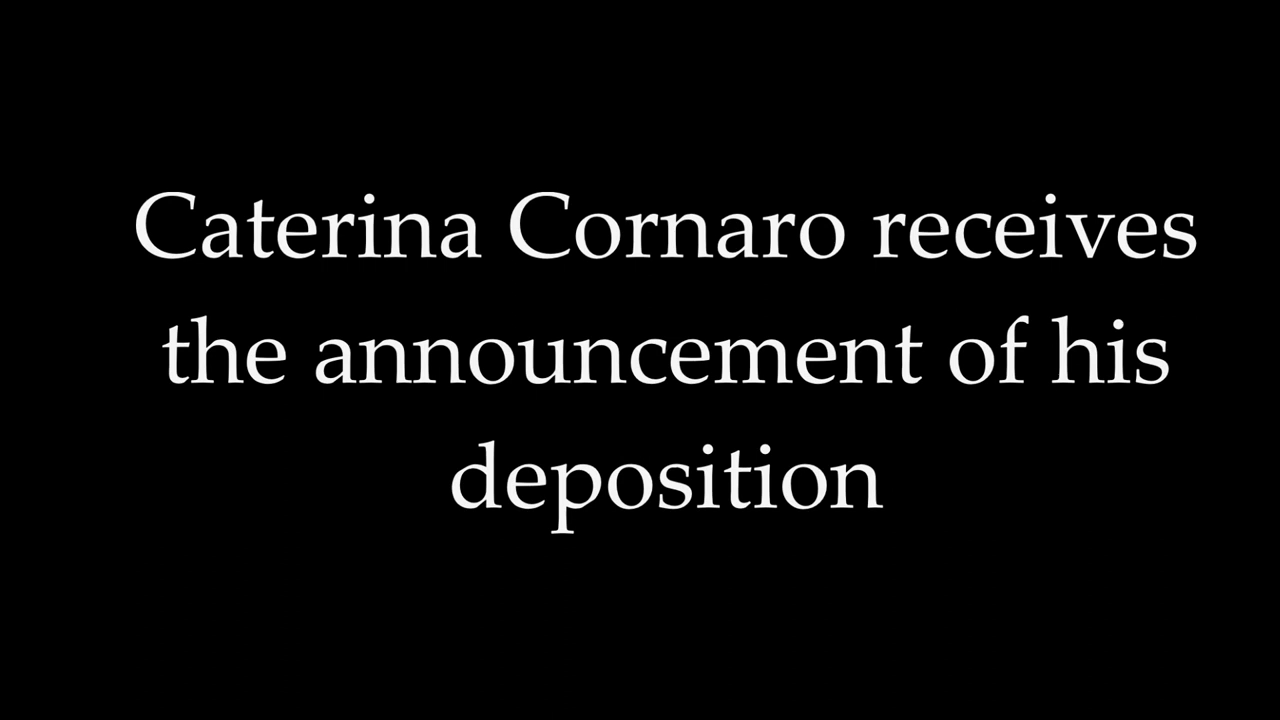 Caterina Cornaro receives
the announcement of his
deposition